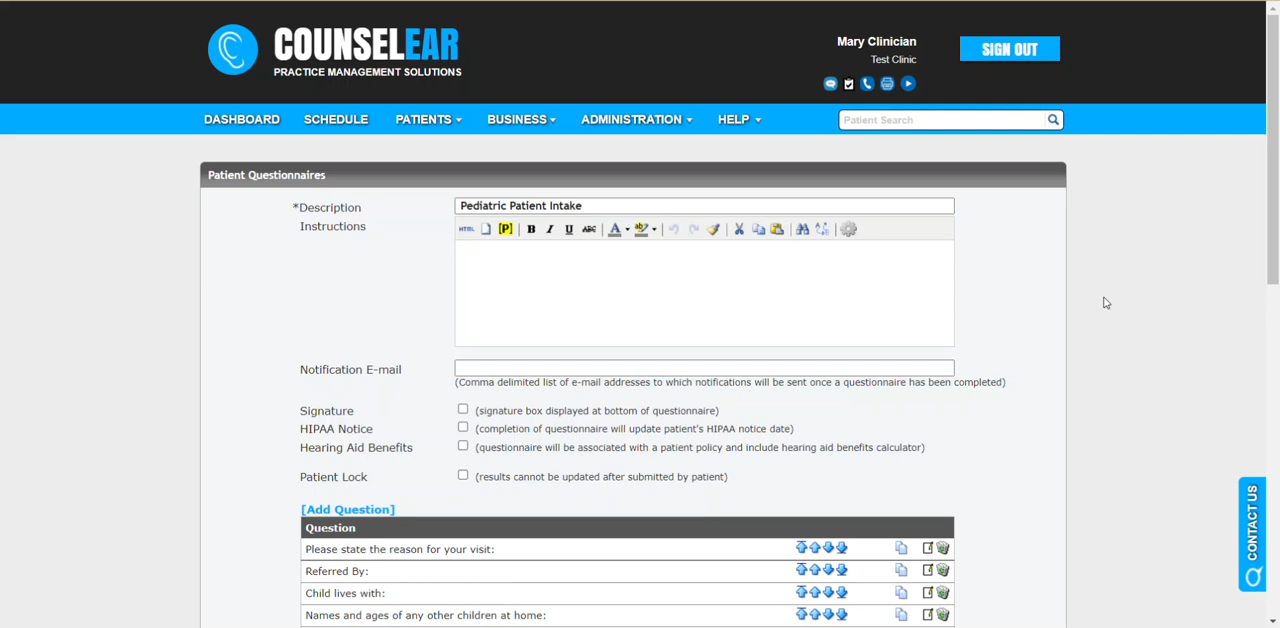 COUNSELEAR
PRACTICE MANAGEMENT SOLUTIONS
Mary Clinician
Test Clinic
SIGN OUT
DASHBOARD SCHEDULE PATIENTS BUSINESS ADMINISTRATION HELP Patient Search
Patient Questionnaires
*Description Pediatric Patient Intake
Instructions
HTML [P] B I U ABC A ab
Notification E-mail
(Comma delimited list of e-mail addresses to which notifications will be sent once a questionnaire has been completed)
Signature (signature box displayed at bottom of questionnaire)
HIPAA Notice (completion of questionnaire will update patient's HIPAA notice date)
Hearing Aid Benefits (questionnaire will be associated with a patient policy and include hearing aid benefits calculator)
Patient Lock (results cannot be updated after submitted by patient)
[Add Question]
Question
Please state the reason for your visit:
Referred By:
Child lives with:
Names and ages of any other children at home:
CONTACT US